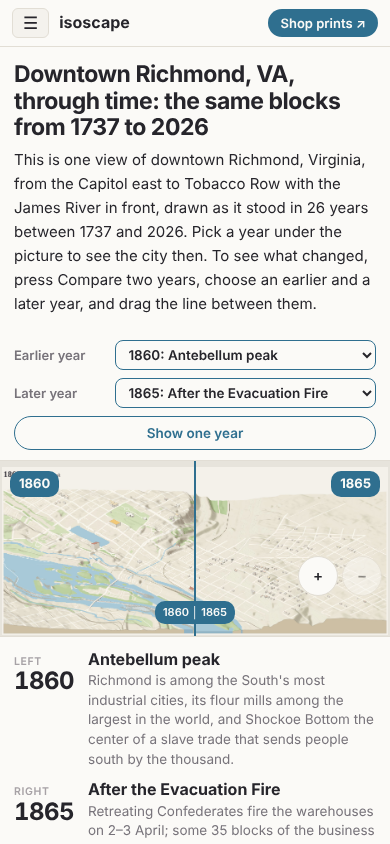 ☰ isoscape Shop prints ↗
Downtown Richmond, VA,
through time: the same blocks
from 1737 to 2026
This is one view of downtown Richmond, Virginia,
from the Capitol east to Tobacco Row with the
James River in front, drawn as it stood in 26 years
between 1737 and 2026. Pick a year under the
picture to see the city then. To see what changed,
press Compare two years, choose an earlier and a
later year, and drag the line between them.
Earlier year 1860: Antebellum peak
Later year 1865: After the Evacuation Fire
Show one year
1860 1865
+ −
1860 | 1865
LEFT
1860
Antebellum peak
Richmond is among the South's most
industrial cities, its flour mills among the
largest in the world, and Shockoe Bottom the
center of a slave trade that sends people
south by the thousand.
RIGHT
1865
After the Evacuation Fire
Retreating Confederates fire the warehouses
on 2–3 April; some 35 blocks of the business